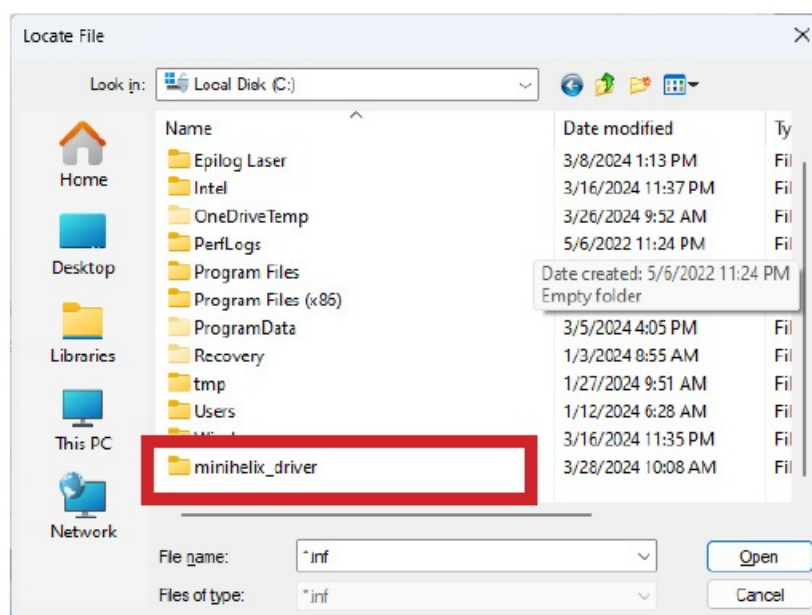 Locate File
Look in: Local Disk (C:)
Name Date modified Ty
Epilog Laser 3/8/2024 1:13 PM Fil
Intel 3/16/2024 11:37 PM Fil
OneDriveTemp 3/26/2024 9:52 AM Fil
PerfLogs 5/6/2022 11:24 PM Fil
Program Files
Program Files (x86)
Date created: 5/6/2022 11:24 PM
Empty folder
ProgramData 3/5/2024 4:05 PM Fil
Recovery 1/3/2024 8:55 AM Fil
tmp 1/27/2024 9:51 AM Fil
Users 1/12/2024 6:28 AM Fil
3/16/2024 11:35 PM Fil
minihelix_driver 3/28/2024 10:08 AM Fil
Home
Desktop
Libraries
This PC
Network
File name: *.inf Open
Files of type: *.inf Cancel